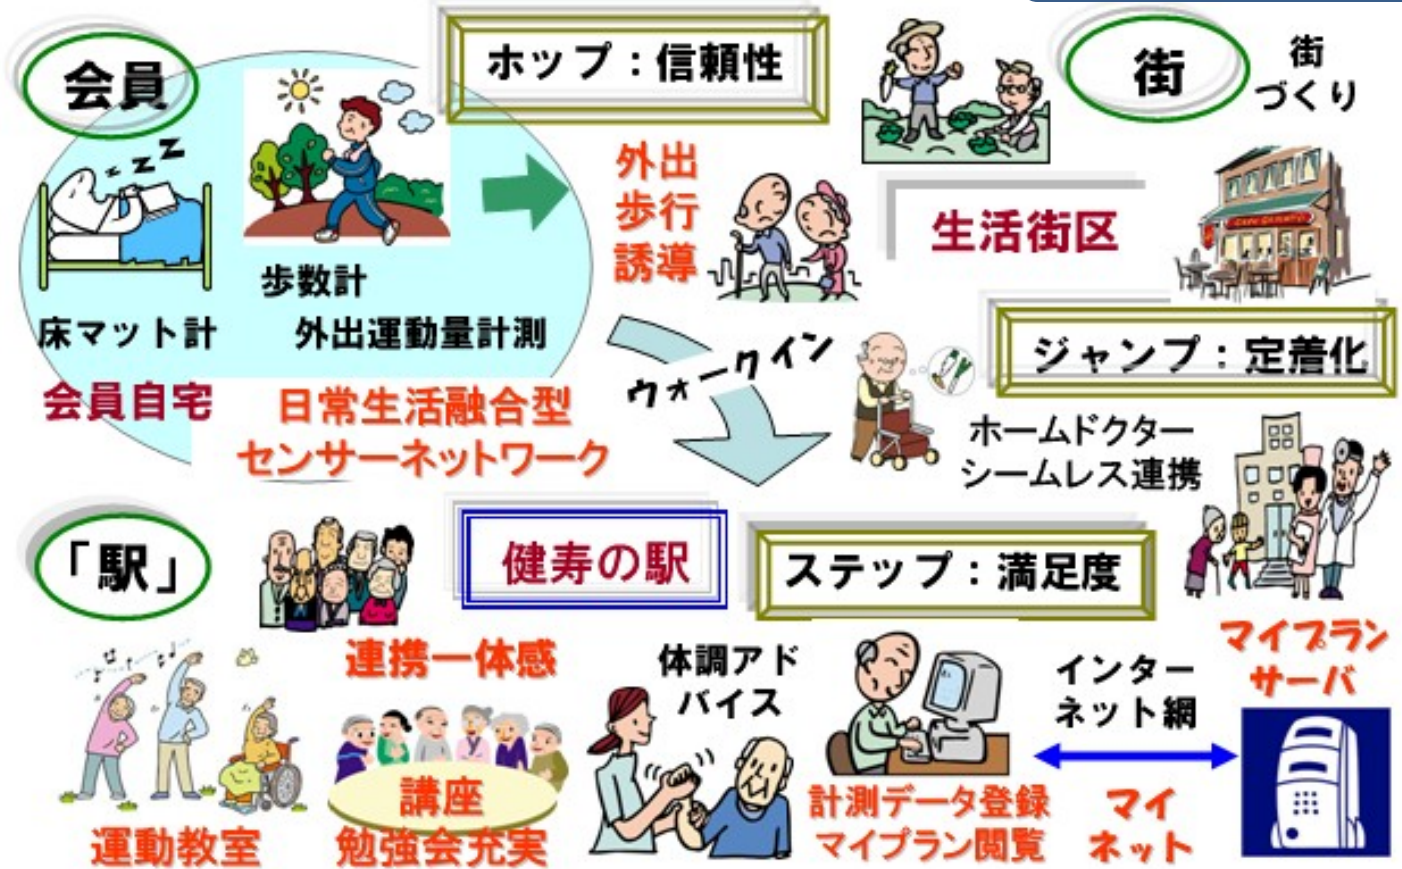 会員
ホップ：信頼性
街
街
づくり
z z Z
外出
歩行
誘導
生活街区
歩数計
床マット計
外出運動量計測
会員自宅
日常生活融合型
センサーネットワーク
ウォークイン
ジャンプ：定着化
ホームドクター
シームレス連携
「駅」
健寿の駅
ステップ：満足度
連携一体感
体調アド
バイス
インター
ネット網
マイプラン
サーバ
講座
勉強会充実
運動教室
計測データ登録
マイプラン閲覧
マイ
ネット